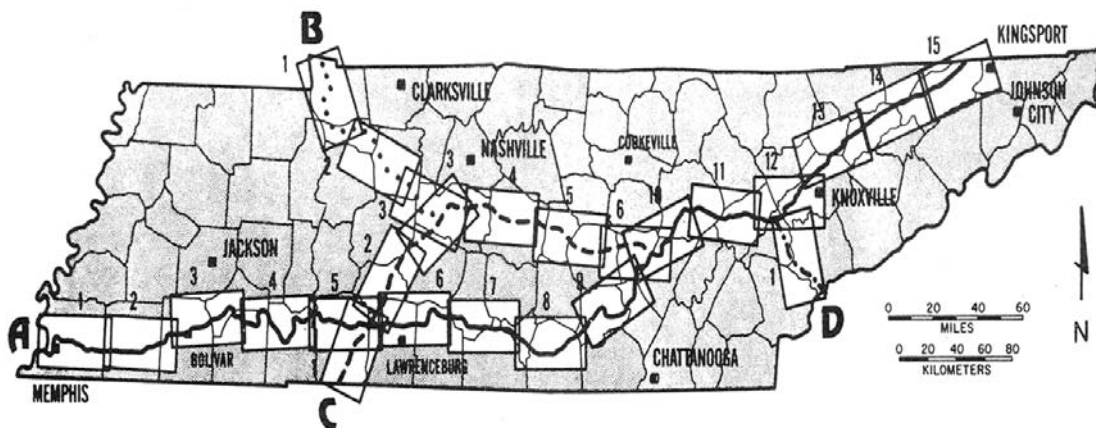 B
1
15
KINGSPORT
14
CLARKSVILLE
JOHNSON
CITY
13
NASHVILLE
COOKEVILLE
2
3
12
11
KNOXVILLE
3
4
5
6
10
2
JACKSON
1
9
D
A
1
2
3
4
5
6
7
8
BOLIVAR
LAWRENCEBURG
CHATTANOOGA
MEMPHIS
1
C
0 20 40 60
MILES
0 20 40 60 80
KILOMETERS
N